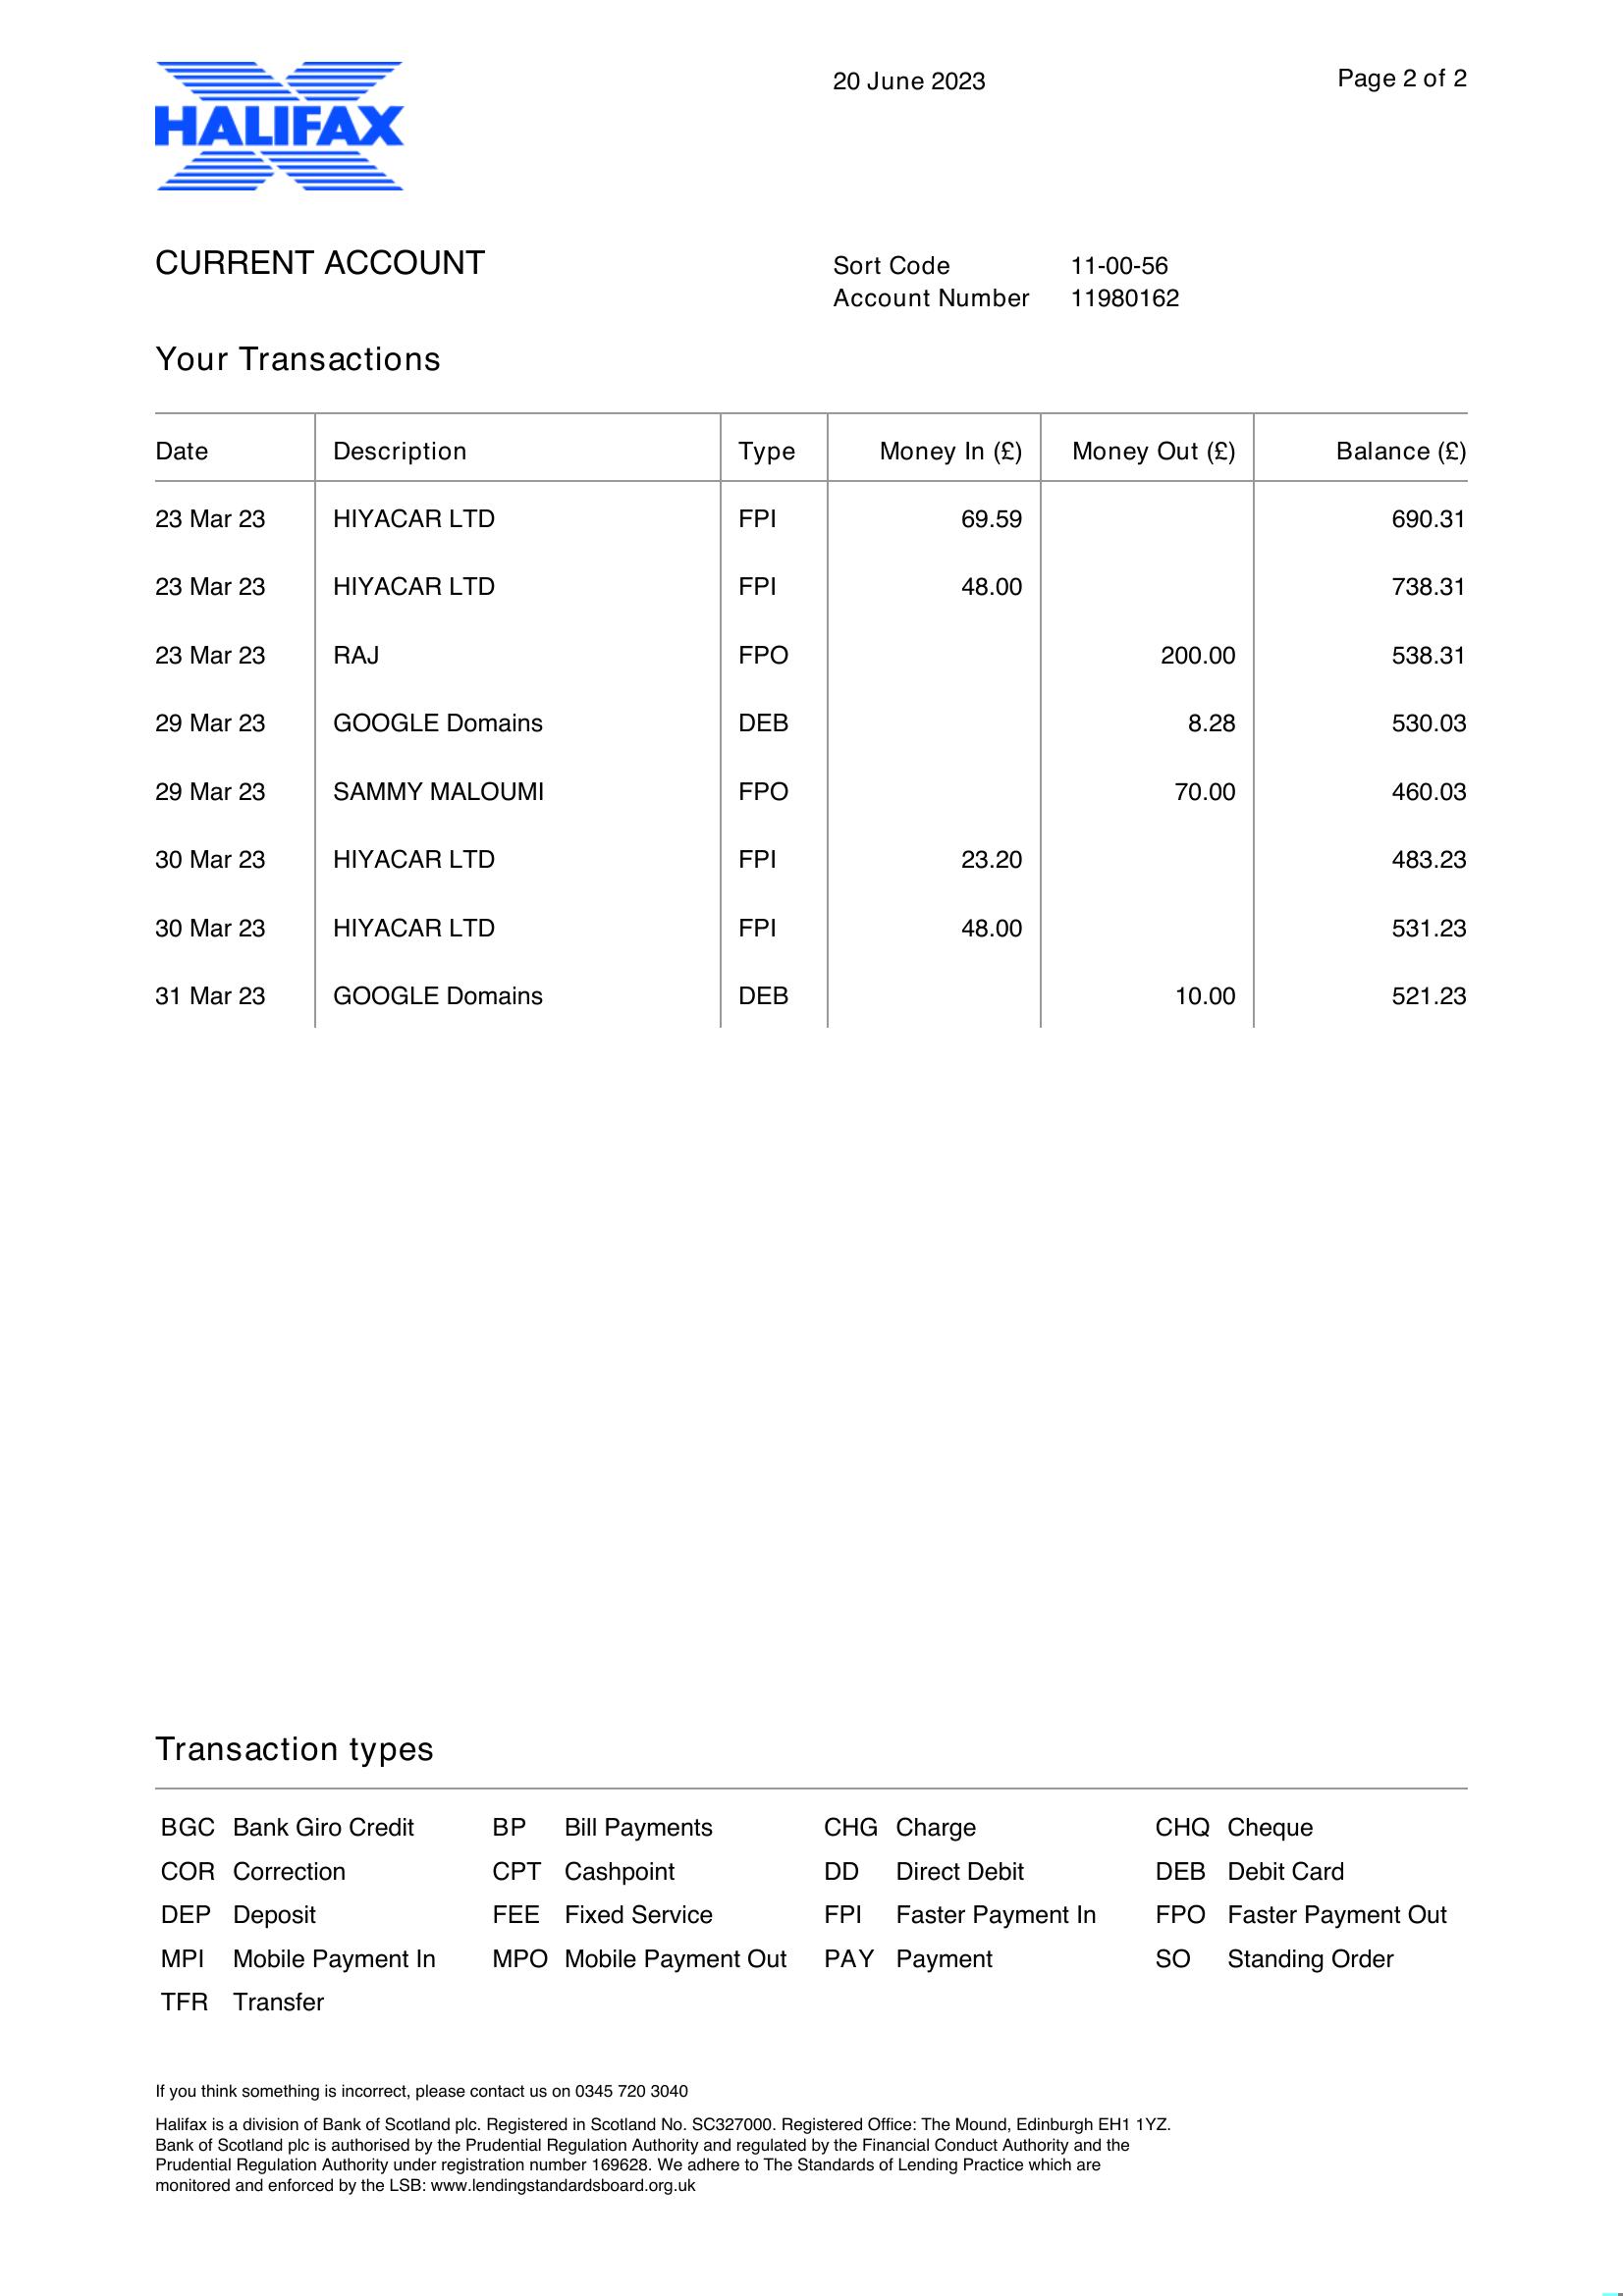 HALIFAX
20 June 2023
Page 2 of 2
CURRENT ACCOUNT
Sort Code 11-00-56
Account Number 11980162
Your Transactions
Date Description Type Money In (£) Money Out (£) Balance (£)
23 Mar 23 HIYACAR LTD FPI 69.59 690.31
23 Mar 23 HIYACAR LTD FPI 48.00 738.31
23 Mar 23 RAJ FPO 200.00 538.31
29 Mar 23 GOOGLE Domains DEB 8.28 530.03
29 Mar 23 SAMMY MALOUMI FPO 70.00 460.03
30 Mar 23 HIYACAR LTD FPI 23.20 483.23
30 Mar 23 HIYACAR LTD FPI 48.00 531.23
31 Mar 23 GOOGLE Domains DEB 10.00 521.23
Transaction types
BGC Bank Giro Credit BP Bill Payments CHG Charge CHQ Cheque
COR Correction CPT Cashpoint DD Direct Debit DEB Debit Card
DEP Deposit FEE Fixed Service FPI Faster Payment In FPO Faster Payment Out
MPI Mobile Payment In MPO Mobile Payment Out PAY Payment SO Standing Order
TFR Transfer
If you think something is incorrect, please contact us on 0345 720 3040
Halifax is a division of Bank of Scotland plc. Registered in Scotland No. SC327000. Registered Office: The Mound, Edinburgh EH1 1YZ.
Bank of Scotland plc is authorised by the Prudential Regulation Authority and regulated by the Financial Conduct Authority and the
Prudential Regulation Authority under registration number 169628. We adhere to The Standards of Lending Practice which are
monitored and enforced by the LSB: www.lendingstandardsboard.org.uk